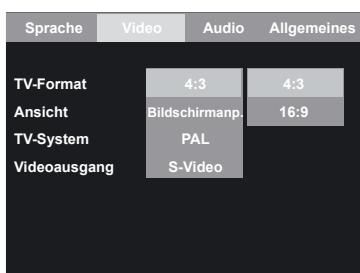 Sprache Video Audio Allgemeines
TV-Format 4:3 4:3
Ansicht Bildschirmanp. 16:9
TV-System PAL
Videoausgang S-Video